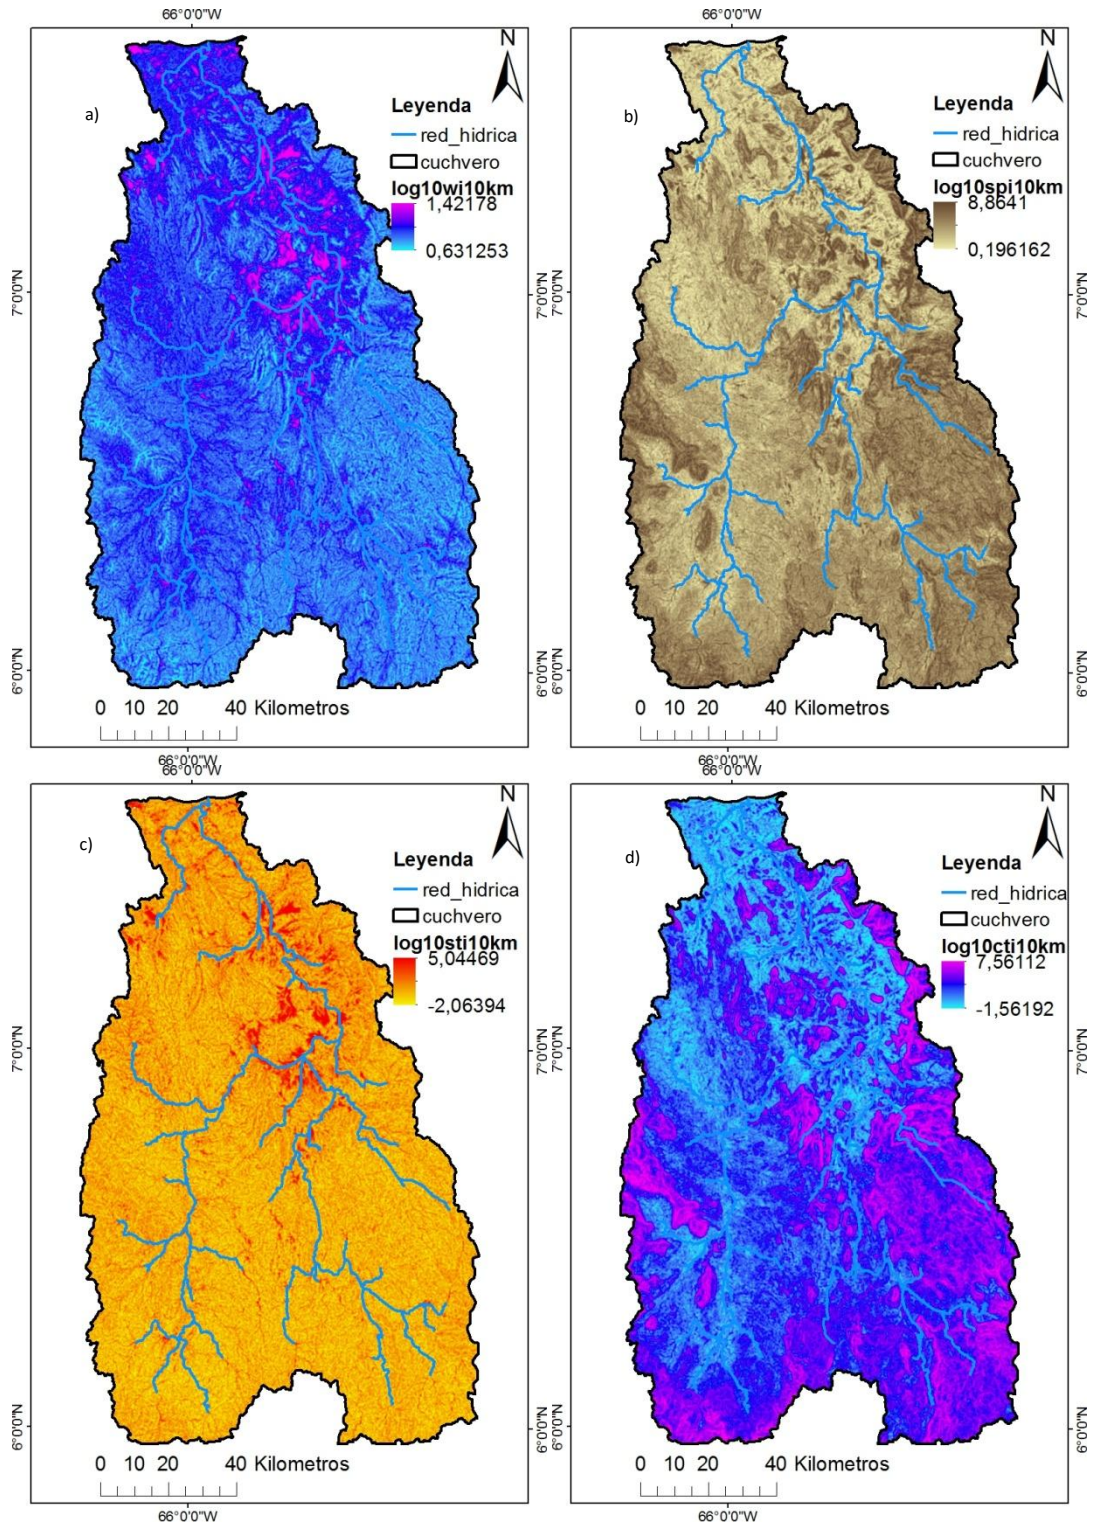 66°0'0"W
66°0'0"W
a)
N
Leyenda
red_hidrica
cuchvero
log10wi10km
1,42178
0,631253
7°0'0"N
6°0'0"N
0 10 20 40 Kilometros
b)
N
Leyenda
red_hidrica
cuchvero
log10spi10km
8,8641
0,196162
7°0'0"N
7°0'0"N
6°0'0"N
6°0'0"N
0 10 20 40 Kilometros
66°0'0"W
66°0'0"W
66°0'0"W
c)
N
Leyenda
red_hidrica
cuchvero
log10sti10km
5,04469
-2,06394
7°0'0"N
6°0'0"N
0 10 20 40 Kilometros
66°0'0"W
d)
N
Leyenda
red_hidrica
cuchvero
log10cti10km
7,56112
-1,56192
7°0'0"N
7°0'0"N
6°0'0"N
6°0'0"N
0 10 20 40 Kilometros
66°0'0"W